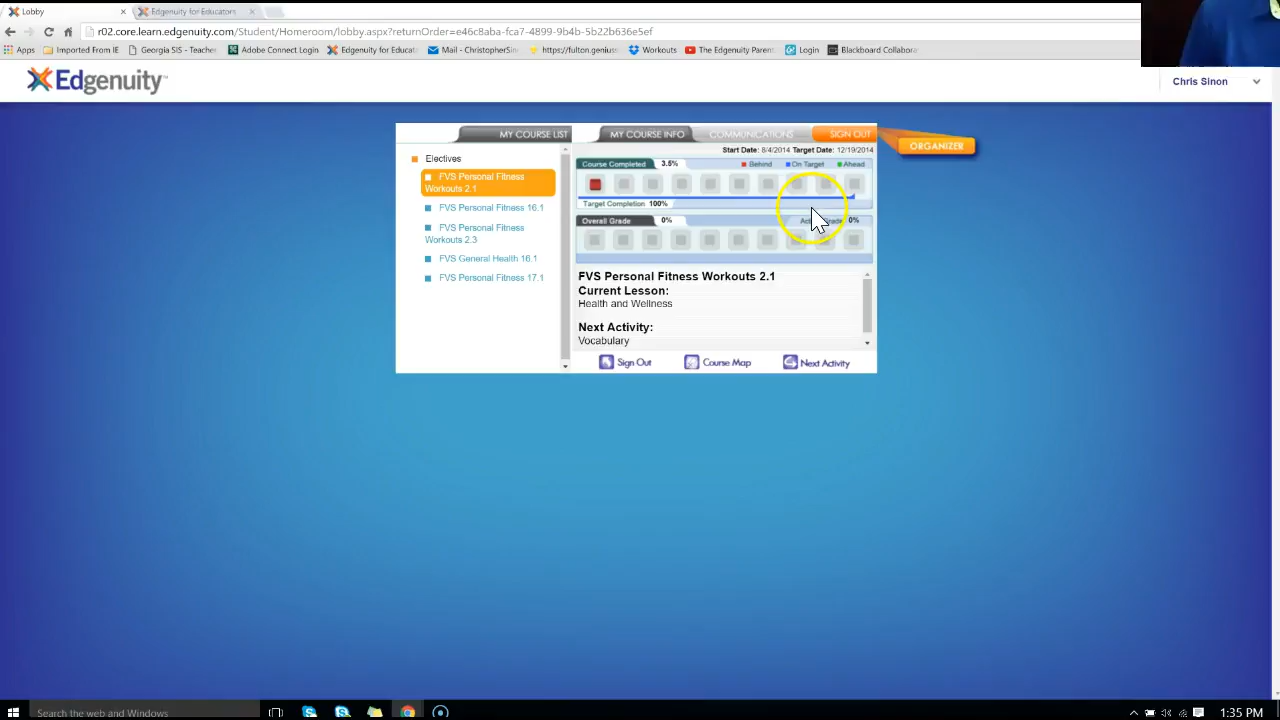 Lobby
Edgenuity for Educators
r02.core.learn.edgenuity.com/Student/Homeroom/lobby.aspx?returnOrder=e46c8aba-fca7-4899-9b4b-5b22b636e5ef
Apps Imported From IE Georgia SIS - Teacher Adobe Connect Login Edgenuity for Educat Mail - ChristopherSin https://fulton.genius Workouts The Edgenuity Paren Login Blackboard Collabora
Edgenuity
Chris Sinon
MY COURSE LIST
MY COURSE INFO
COMMUNICATIONS
SIGN OUT
ORGANIZER
Start Date: 8/4/2014 Target Date: 12/19/2014
Course Completed 3.5% Behind On Target Ahead
Target Completion 100%
Overall Grade 0% 0%
Electives
FVS Personal Fitness
Workouts 2.1
FVS Personal Fitness 16.1
FVS Personal Fitness
Workouts 2.3
FVS General Health 16.1
FVS Personal Fitness 17.1
FVS Personal Fitness Workouts 2.1
Current Lesson:
Health and Wellness
Next Activity:
Vocabulary
Sign Out Course Map Next Activity
Search the web and Windows
1:35 PM